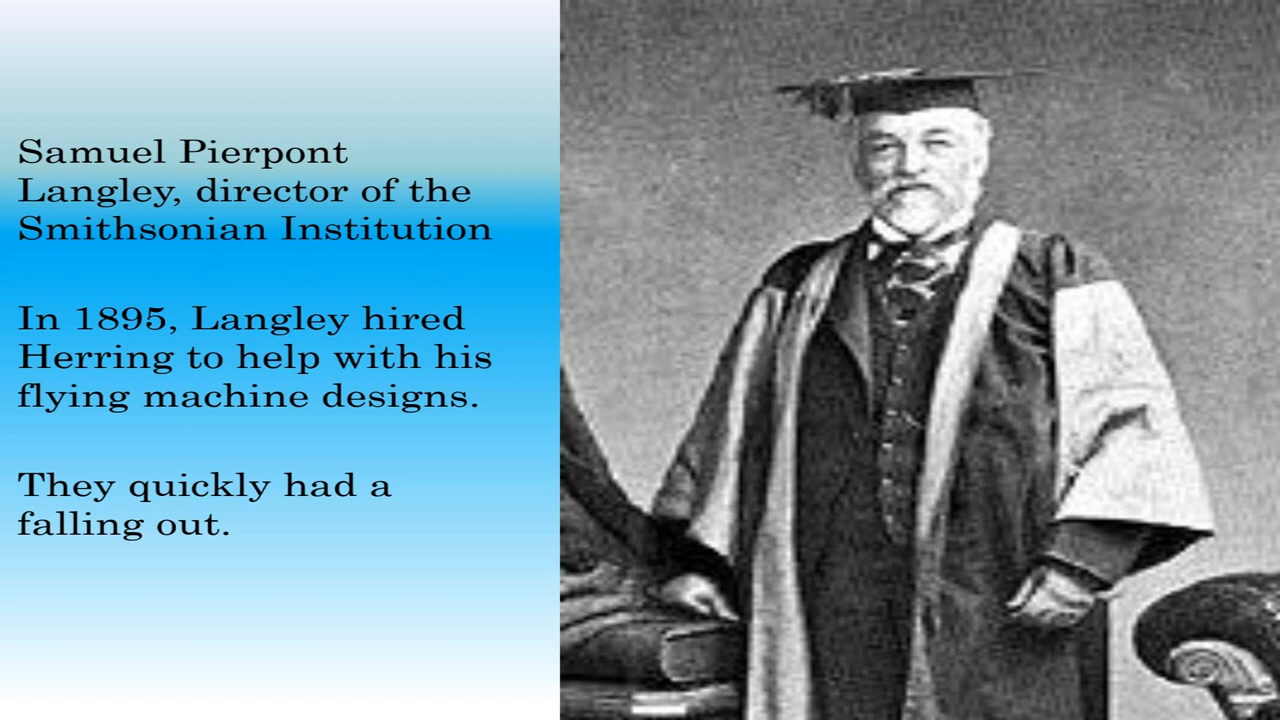 Samuel Pierpont
Langley, director of the
Smithsonian Institution
In 1895, Langley hired
Herring to help with his
flying machine designs.
They quickly had a
falling out.